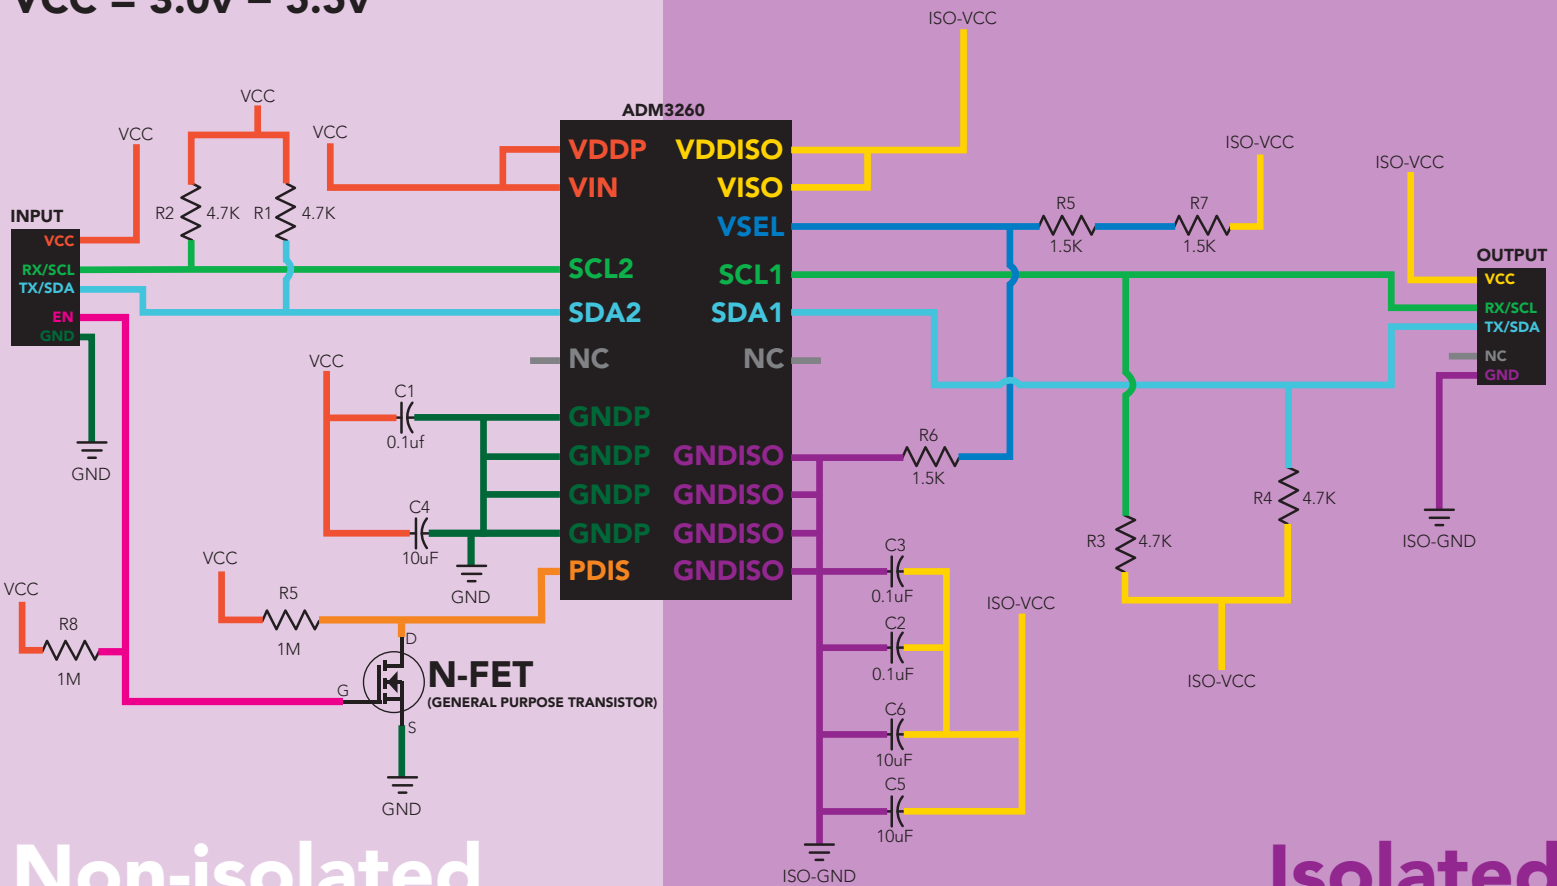 VCC = 3.0v – 5.5v
ISO-VCC
VCC
VCC
VCC
ADM3260
VDDP
VDDISO
VIN
VISO
VSEL
SCL2
SCL1
SDA2
SDA1
NC
NC
GNDP
GNDP
GNDISO
GNDP
GNDISO
GNDP
GNDISO
PDIS
GNDISO
R2
4.7K
R1
4.7K
INPUT
VCC
RX/SCL
TX/SDA
EN
GND
GND
VCC
C1
0.1uf
C4
10uF
GND
VCC
R5
1M
VCC
R8
1M
D
G
S
N-FET
(GENERAL PURPOSE TRANSISTOR)
GND
ISO-VCC
R5
1.5K
R7
1.5K
ISO-VCC
OUTPUT
VCC
RX/SCL
TX/SDA
NC
GND
ISO-GND
R6
1.5K
R4
4.7K
R3
4.7K
ISO-VCC
C3
0.1uF
ISO-VCC
C2
0.1uF
C6
10uF
C5
10uF
ISO-GND
Non-isolated
Isolated